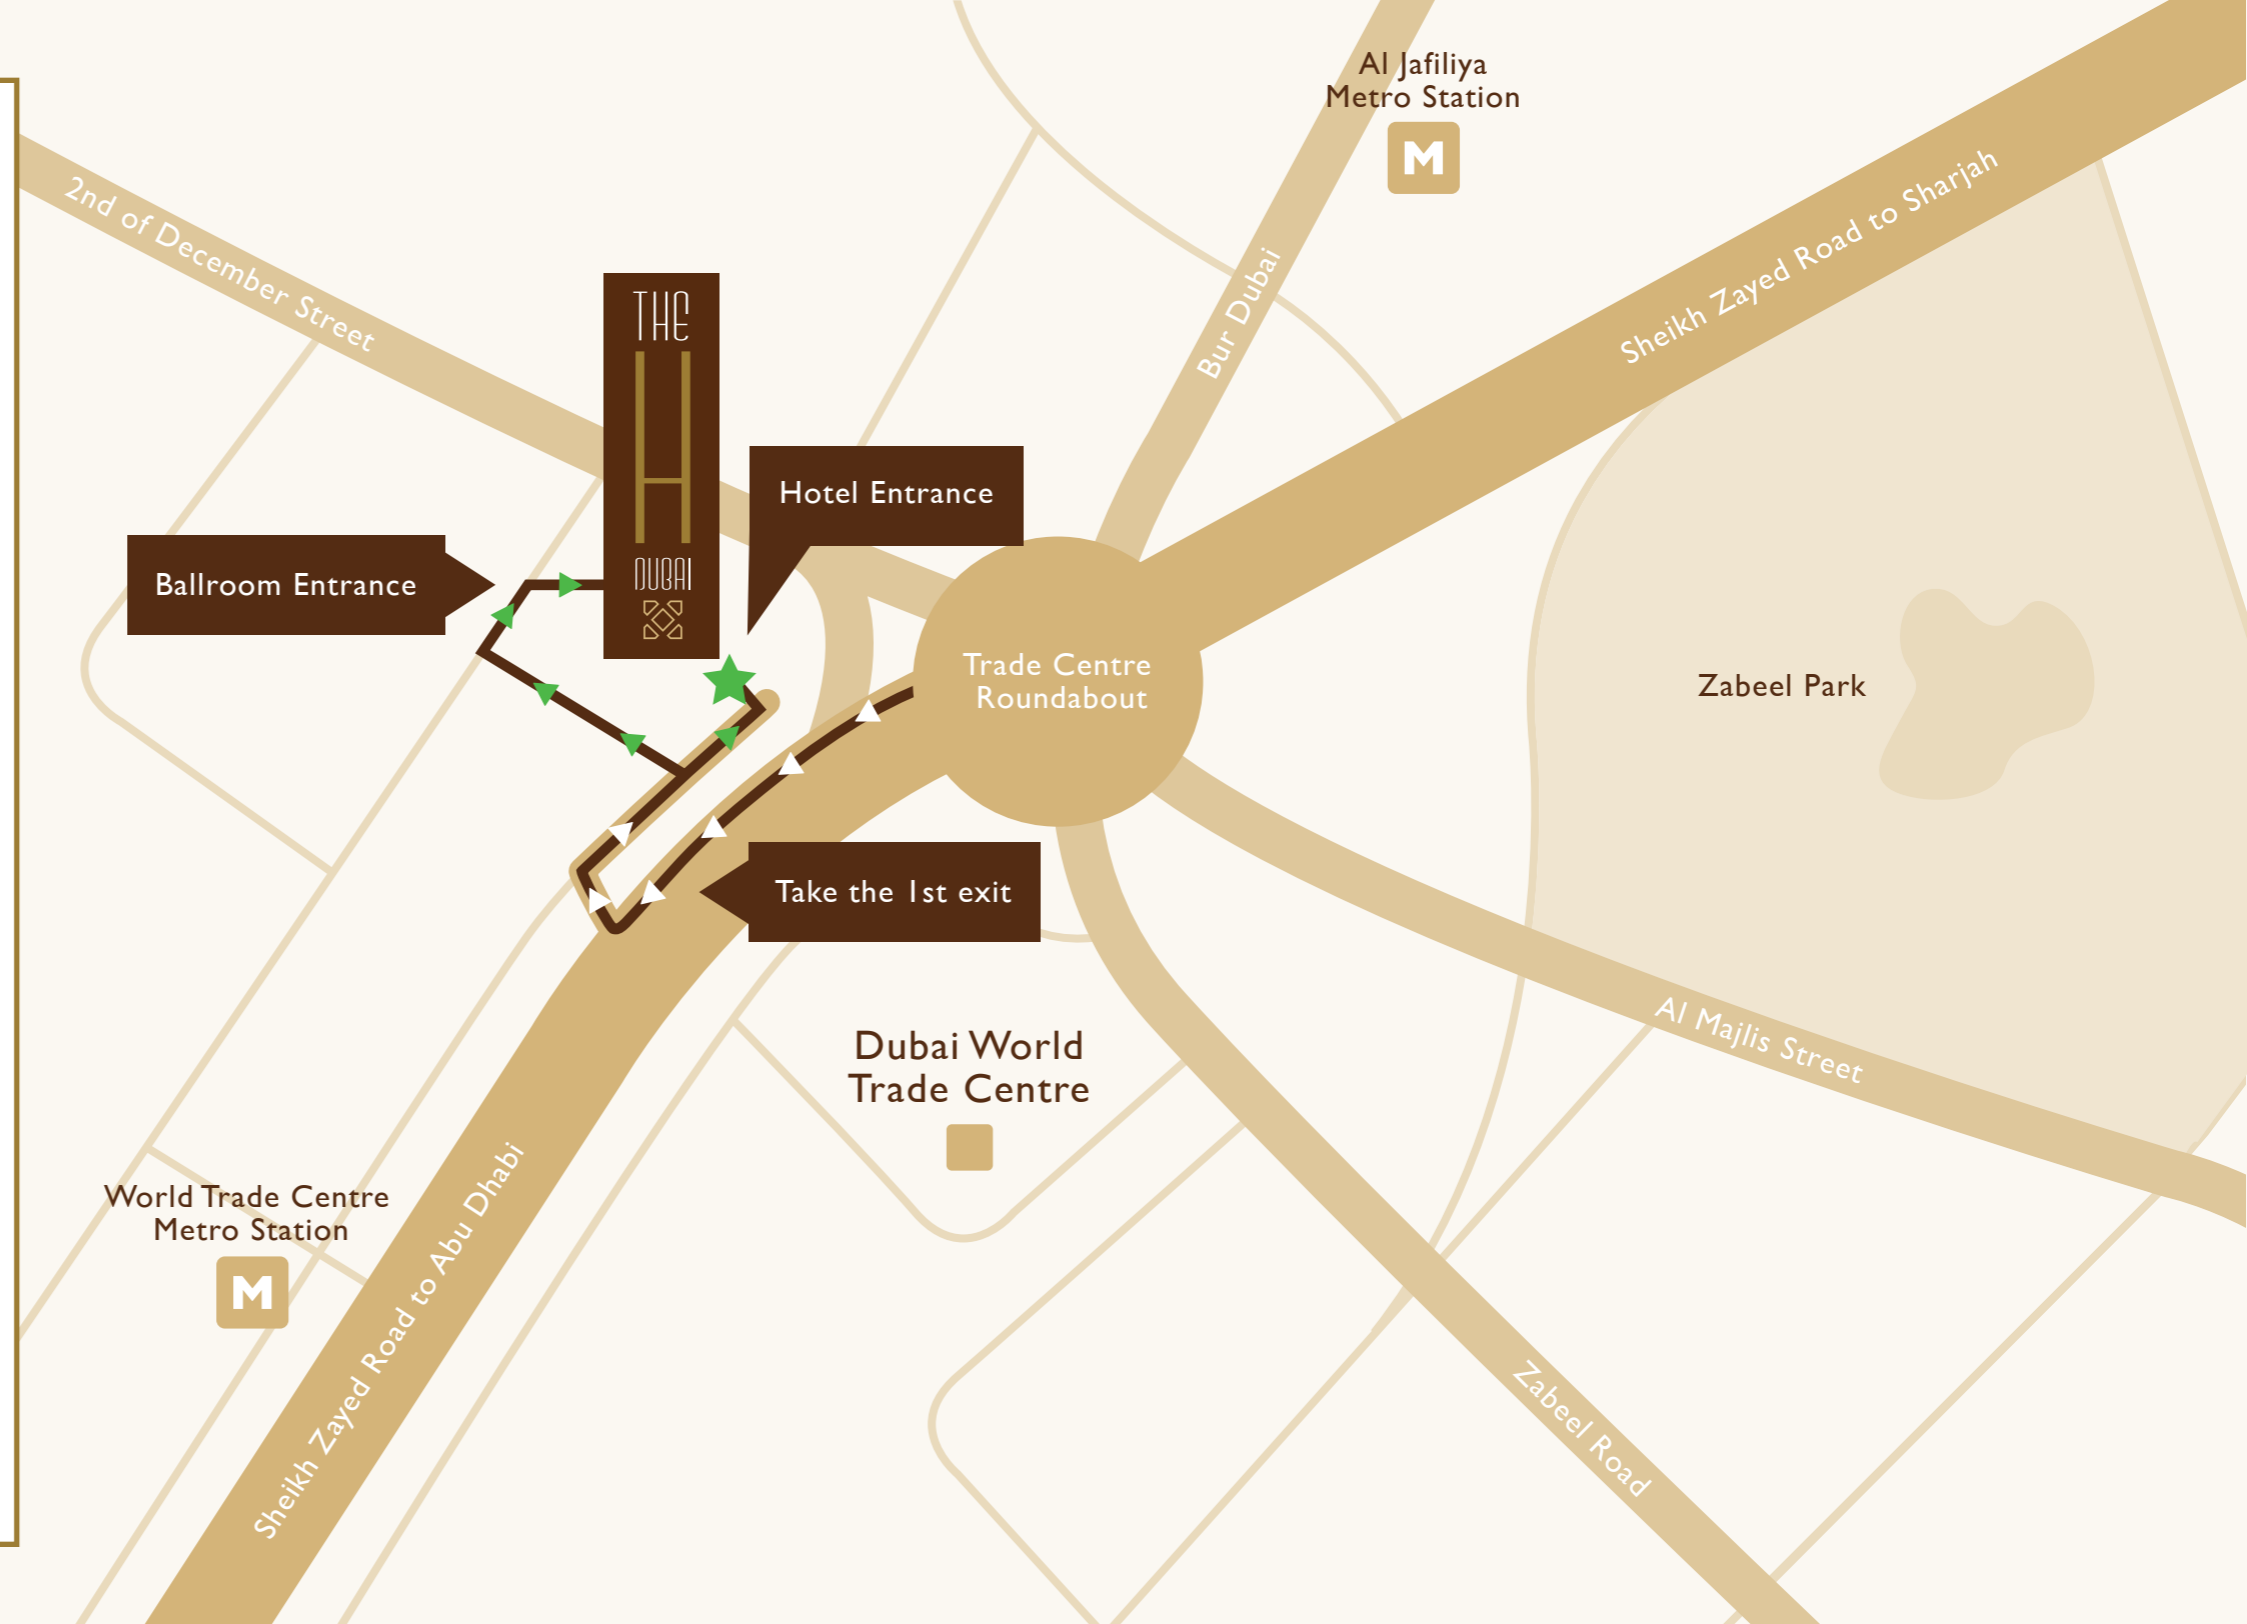 Al Jafiliya
Metro Station
M
2nd of December Street
Sheikh Zayed Road to Sharjah
Bur Dubai
THE
H
DUBAI
Hotel Entrance
Ballroom Entrance
Trade Centre
Roundabout
Zabeel Park
Take the 1st exit
Al Majlis Street
Dubai World
Trade Centre
World Trade Centre
Metro Station
M
Sheikh Zayed Road to Abu Dhabi
Zabeel Road